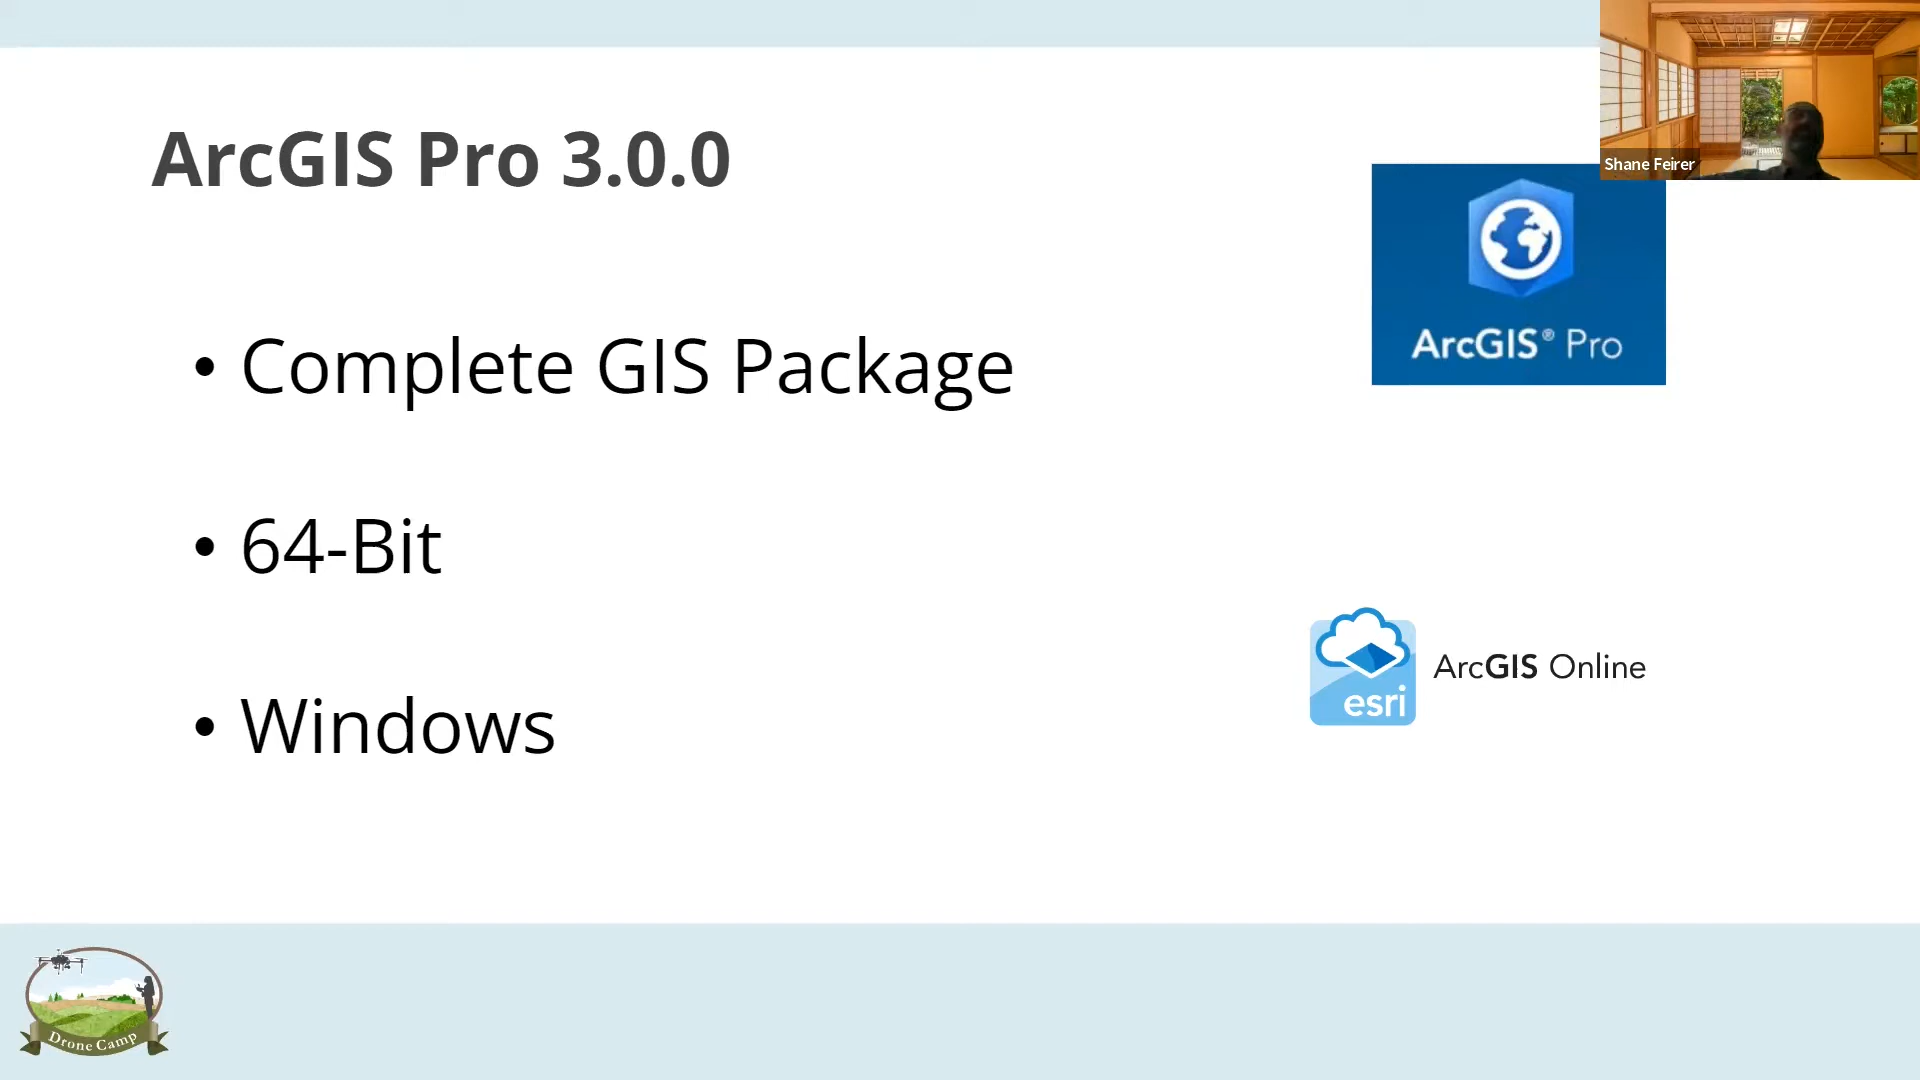 Shane Feirer
ArcGIS Pro 3.0.0
ArcGIS® Pro
• Complete GIS Package
• 64-Bit
esri
ArcGIS Online
• Windows
Drone Camp